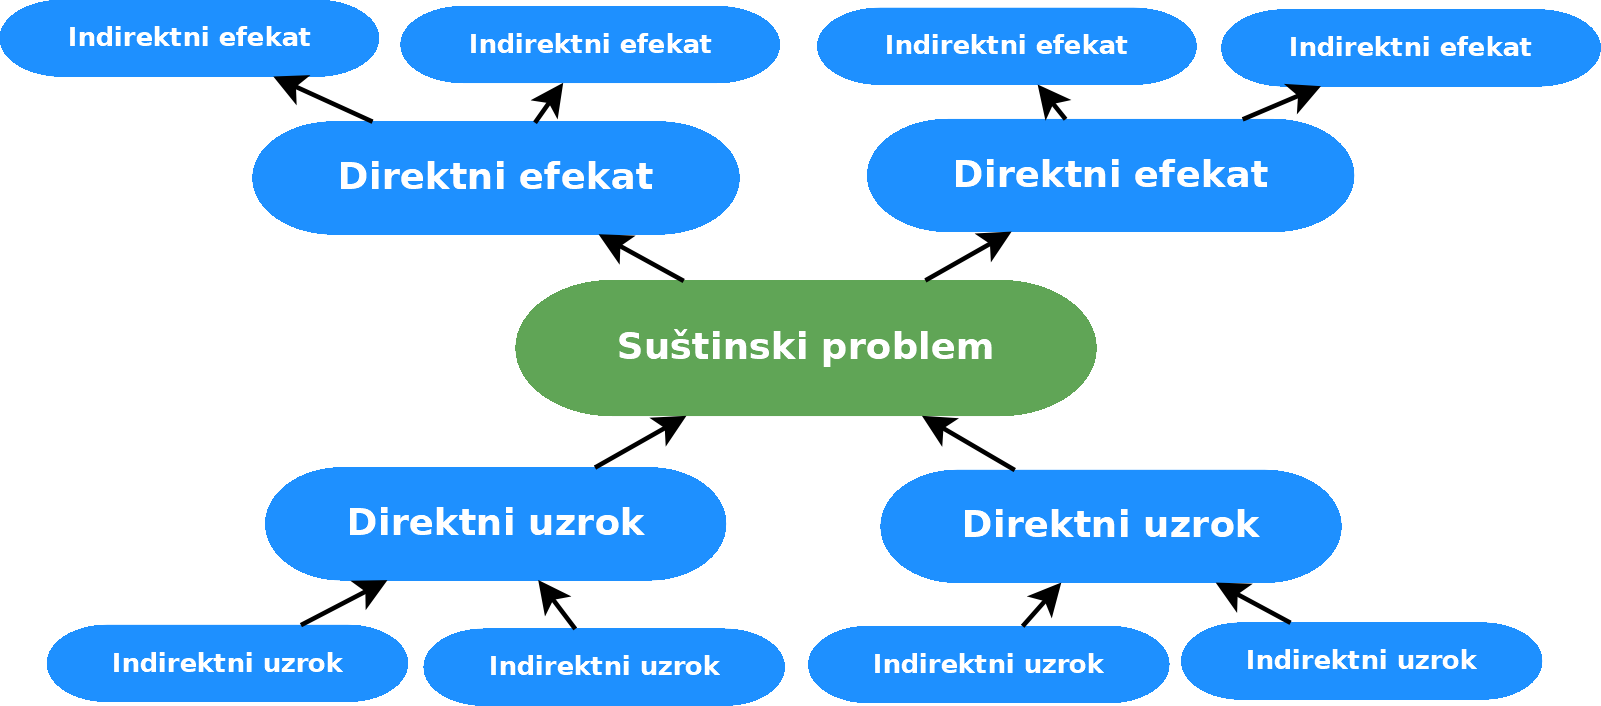 Indirektni efekat
Indirektni efekat
Indirektni efekat
Indirektni efekat
Direktni efekat
Direktni efekat
Suštinski problem
Direktni uzrok
Direktni uzrok
Indirektni uzrok
Indirektni uzrok
Indirektni uzrok
Indirektni uzrok